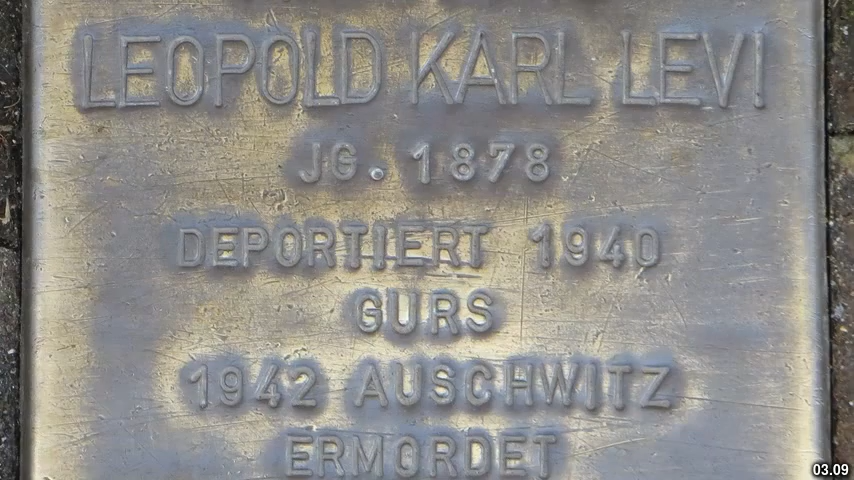 LEOPOLD KARL LEVI
JG. 1878
DEPORTIERT 1940
GURS
1942 AUSCHWITZ
ERMORDET
03.09